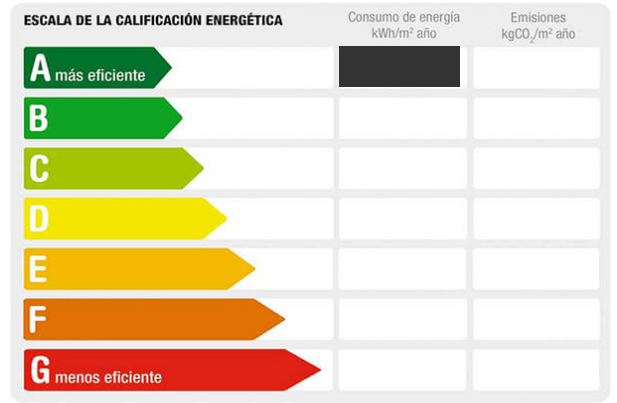 ESCALA DE LA CALIFICACIÓN ENERGÉTICA
Consumo de energía
kWh/m² año
Emisiones
kgCO₂/m² año
A más eficiente
B
C
D
E
F
G menos eficiente